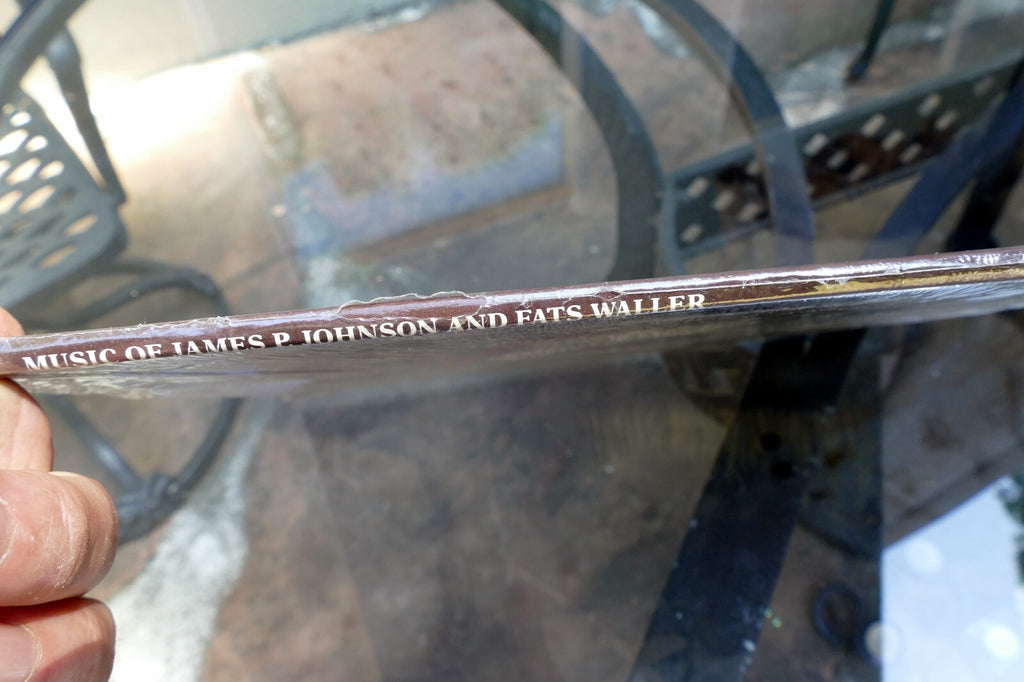 MUSIC OF JAMES P. JOHNSON AND FATS WALLER